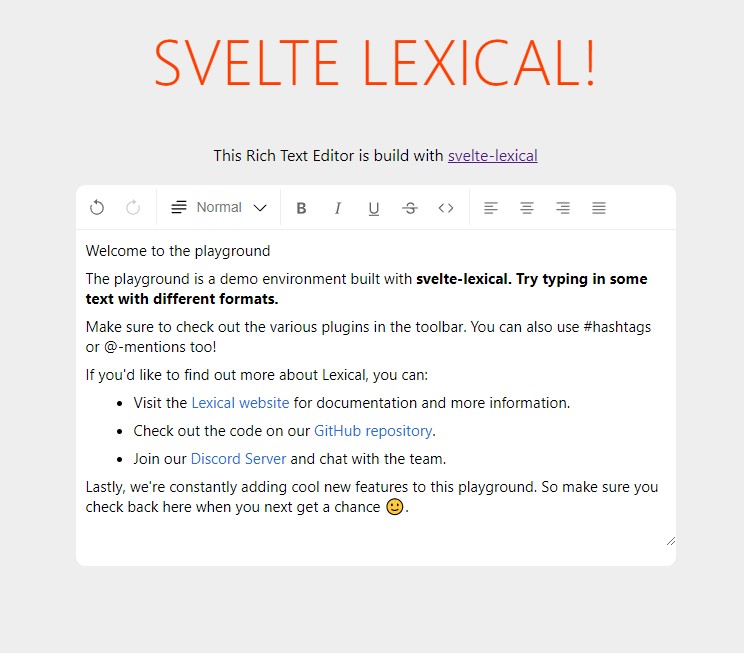 SVELTE LEXICAL!
This Rich Text Editor is build with svelte-lexical
Normal B I U S <>
Welcome to the playground
The playground is a demo environment built with svelte-lexical. Try typing in some
text with different formats.
Make sure to check out the various plugins in the toolbar. You can also use #hashtags
or @-mentions too!
If you'd like to find out more about Lexical, you can:
• Visit the Lexical website for documentation and more information.
• Check out the code on our GitHub repository.
• Join our Discord Server and chat with the team.
Lastly, we're constantly adding cool new features to this playground. So make sure you
check back here when you next get a chance 🙂.